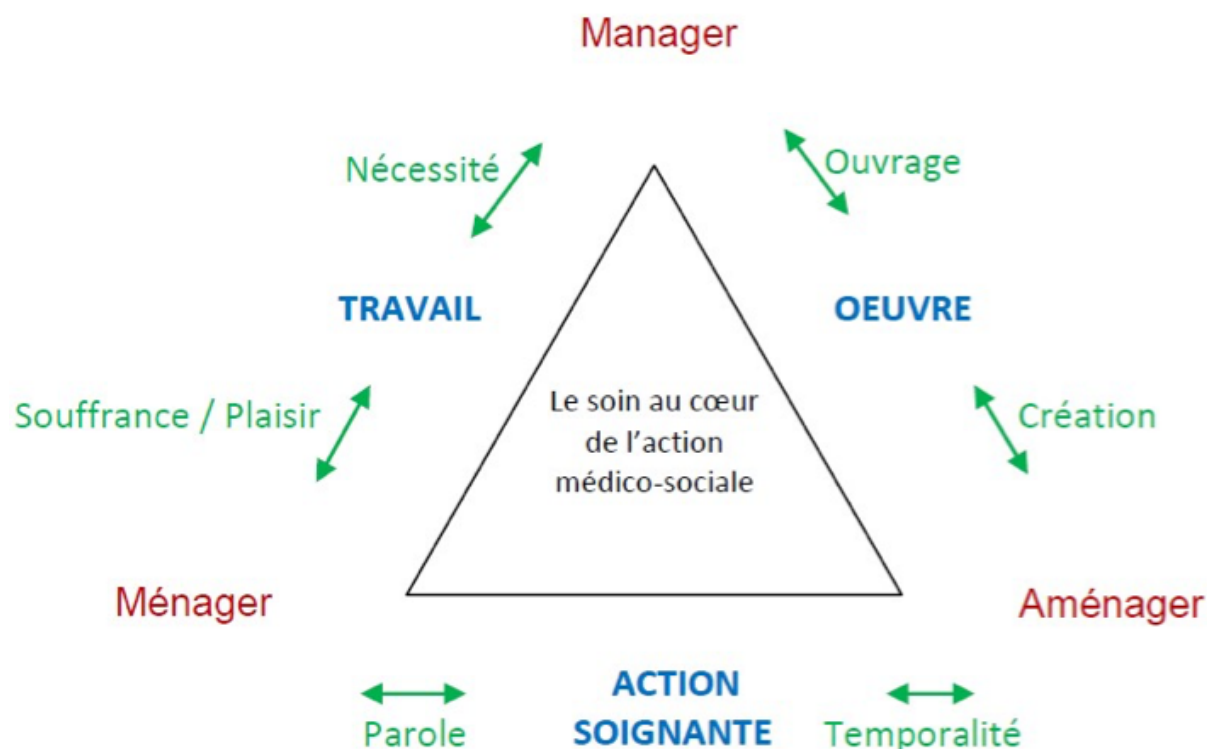 Manager
Nécessité
Ouvrage
TRAVAIL
OEUVRE
Souffrance / Plaisir
Le soin au cœur
de l’action
médico-sociale
Création
Ménager
Aménager
ACTION
SOIGNANTE
Parole
Temporalité